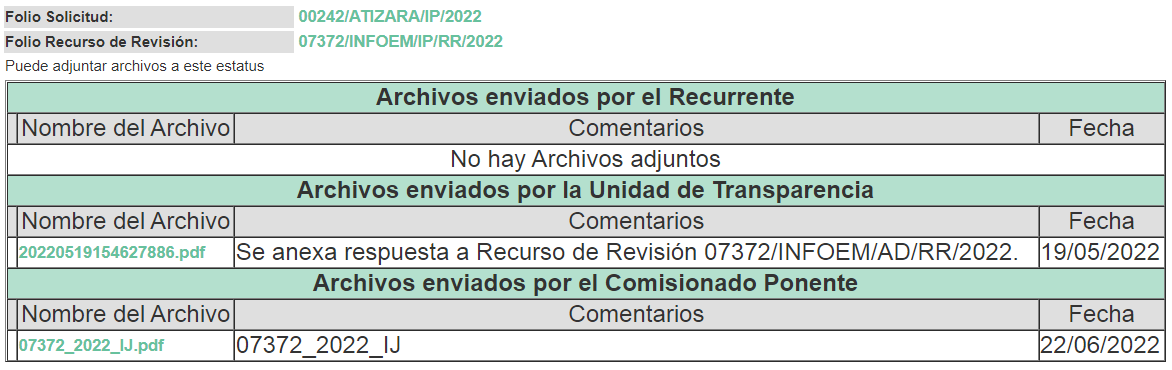 Folio Solicitud: 00242/ATIZARA/IP/2022
Folio Recurso de Revisión: 07372/INFOEM/IP/RR/2022
Puede adjuntar archivos a este estatus
Archivos enviados por el Recurrente
Nombre del Archivo Comentarios Fecha
No hay Archivos adjuntos
Archivos enviados por la Unidad de Transparencia
Nombre del Archivo Comentarios Fecha
20220519154627886.pdf Se anexa respuesta a Recurso de Revisión 07372/INFOEM/AD/RR/2022. 19/05/2022
Archivos enviados por el Comisionado Ponente
Nombre del Archivo Comentarios Fecha
07372_2022_IJ.pdf 07372_2022_IJ 22/06/2022